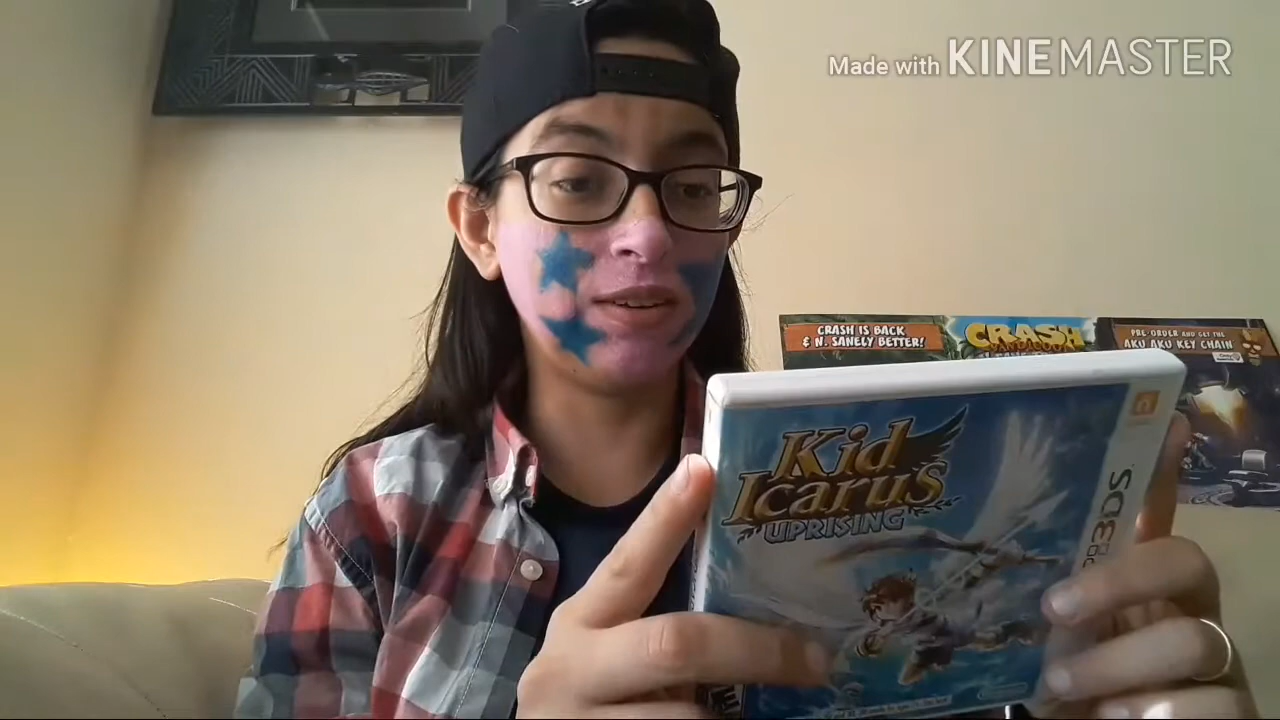 Made with KINEMASTER
CRASH IS BACK
& N. SANELY BETTER!
CRASH
BANDICOOT
PRE-ORDER AND GET THE
AKU AKU KEY CHAIN
Kid
Icarus
UPRISING
3DS